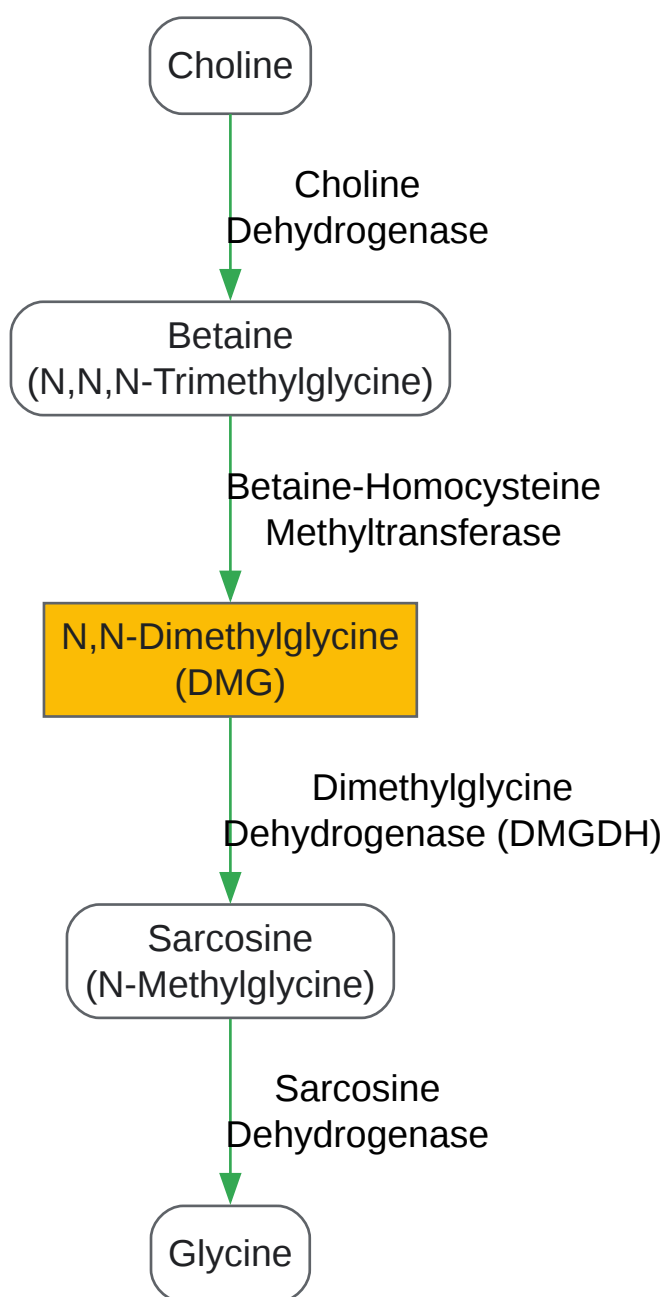 Choline
Choline
Dehydrogenase
Betaine
(N,N,N-Trimethylglycine)
Betaine-Homocysteine
Methyltransferase
N,N-Dimethylglycine
(DMG)
Dimethylglycine
Dehydrogenase (DMGDH)
Sarcosine
(N-Methylglycine)
Sarcosine
Dehydrogenase
Glycine